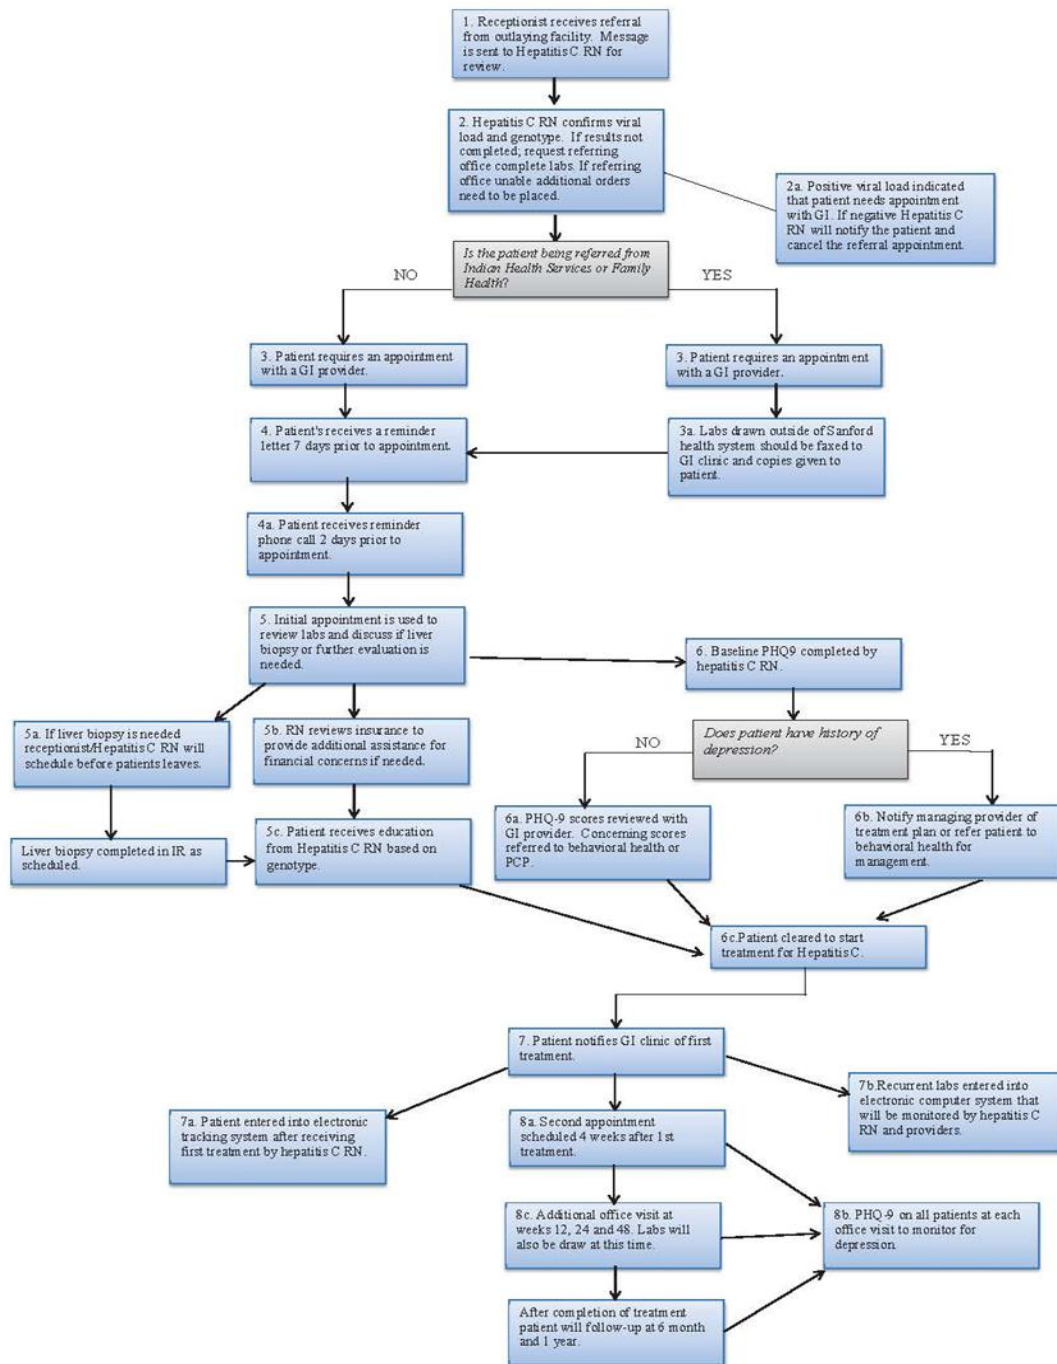 1. Receptionist receives referral
from outlaying facility. Message
is sent to Hepatitis C RN for
review.
2. Hepatitis C RN confirms viral
load and genotype. If results not
completed; request referring
office complete labs. If referring
office unable additional orders
need to be placed.
2a. Positive viral load indicated
that patient needs appointment
with GI. If negative Hepatitis C
RN will notify the patient and
cancel the referral appointment.
Is the patient being referred from
Indian Health Services or Family
Health?
NO
YES
3. Patient requires an appointment
with a GI provider.
3. Patient requires an appointment
with a GI provider.
4. Patient's receives a reminder
letter 7 days prior to appointment.
3a. Labs drawn outside of Sanford
health system should be faxed to
GI clinic and copies given to
patient.
4a. Patient receives reminder
phone call 2 days prior to
appointment.
5. Initial appointment is used to
review labs and discuss if liver
biopsy or further evaluation is
needed.
6. Baseline PHQ9 completed by
hepatitis C RN.
5a. If liver biopsy is needed
receptionist/Hepatitis C RN will
schedule before patients leaves.
5b. RN reviews insurance to
provide additional assistance for
financial concerns if needed.
Does patient have history of
depression?
NO
YES
Liver biopsy completed in IR as
scheduled.
5c. Patient receives education
from Hepatitis C RN based on
genotype.
6a. PHQ-9 scores reviewed with
GI provider. Concerning scores
referred to behavioral health or
PCP.
6b. Notify managing provider of
treatment plan or refer patient to
behavioral health for
management.
6c.Patient cleared to start
treatment for Hepatitis C.
7. Patient notifies GI clinic of first
treatment.
7a. Patient entered into electronic
tracking system after receiving
first treatment by hepatitis C RN.
8a. Second appointment
scheduled 4 weeks after 1st
treatment.
7b.Recurrent labs entered into
electronic computer system that
will be monitored by hepatitis C
RN and providers.
8c. Additional office visit at
weeks 12, 24 and 48. Labs will
also be draw at this time.
8b. PHQ-9 on all patients at each
office visit to monitor for
depression.
After completion of treatment
patient will follow-up at 6 month
and 1 year.